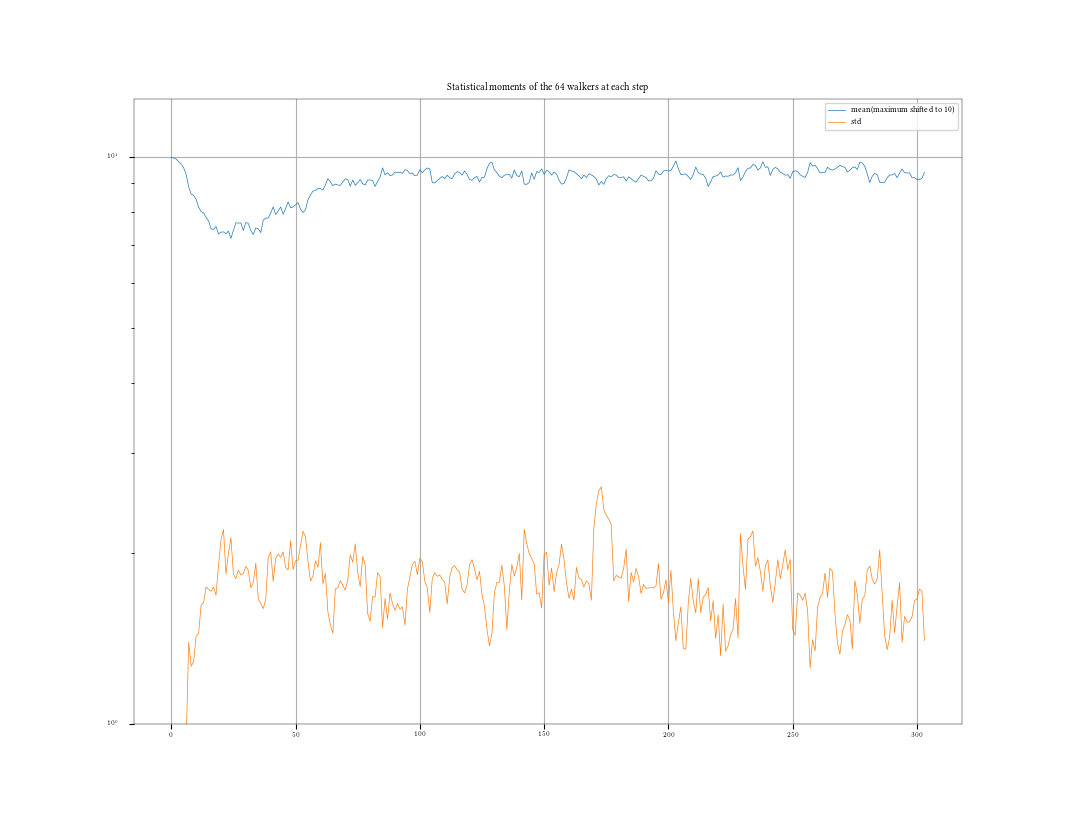 Statistical moments of the 64 walkers at each step
mean(maximum shifted to 10)
std
10¹
10⁰
0 50 100 150 200 250 300